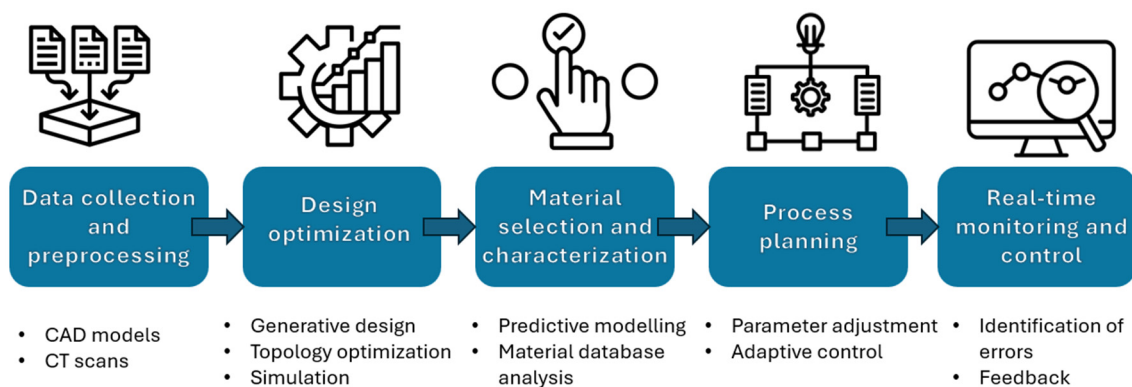 Data collection
and
preprocessing
Design
optimization
Material
selection and
characterization
Process
planning
Real-time
monitoring and
control
• CAD models
• CT scans
• Generative design
• Topology optimization
• Simulation
• Predictive modelling
• Material database
analysis
• Parameter adjustment
• Adaptive control
• Identification of
errors
• Feedback